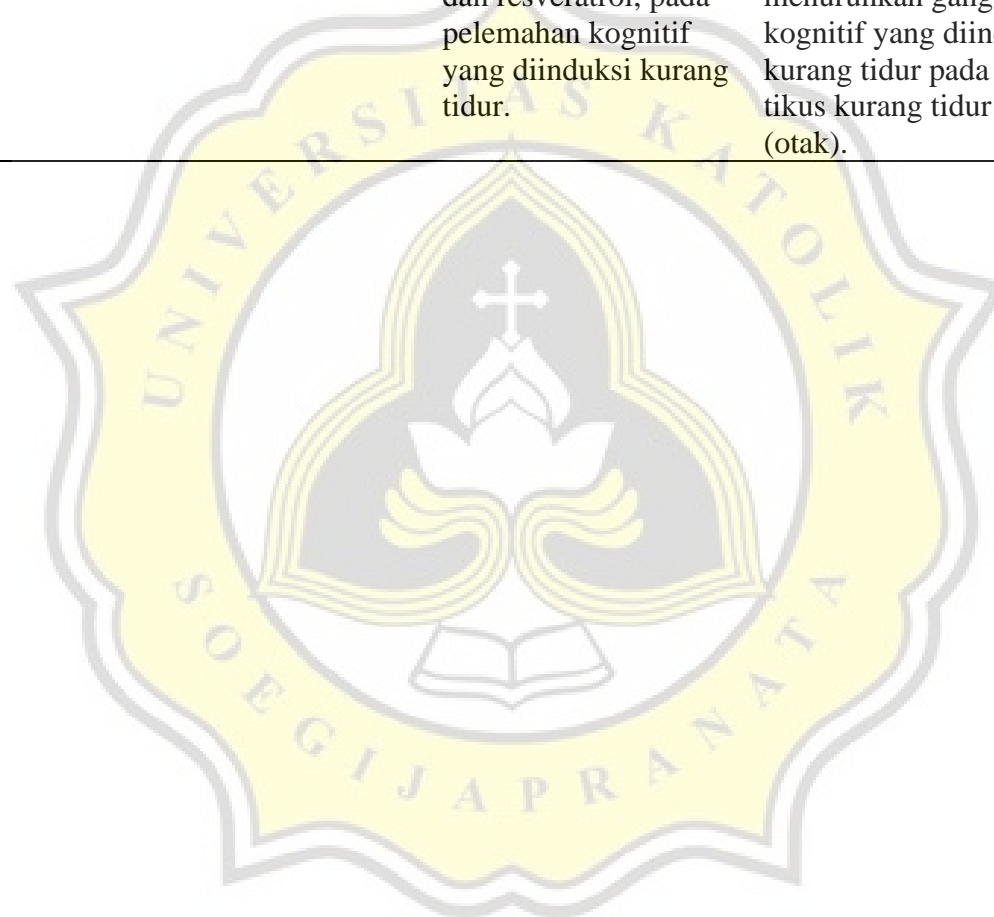 dan resveratrol, pada
pelemahan kognitif
yang diinduksi kurang
tidur.
kognitif yang
kurang tidur pada
tikus kurang tidur
(otak).
UNIVERSITAS KATOLIK
SOEGIJAPRANATA